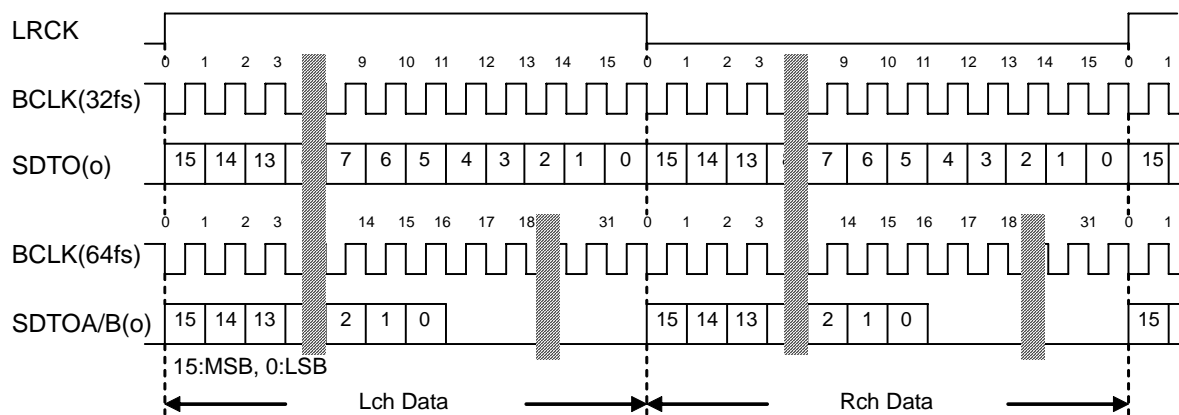 LRCK
0 1 2 3 9 10 11 12 13 14 15 0 1 2 3 9 10 11 12 13 14 15 0 1
BCLK(32fs)
SDTO(o) 15 14 13 7 6 5 4 3 2 1 0 15 14 13 7 6 5 4 3 2 1 0 15
0 1 2 3 14 15 16 17 18 31 0 1 2 3 14 15 16 17 18 31 0 1
BCLK(64fs)
SDTOA/B(o) 15 14 13 2 1 0 15 14 13 2 1 0 15
15:MSB, 0:LSB
Lch Data Rch Data